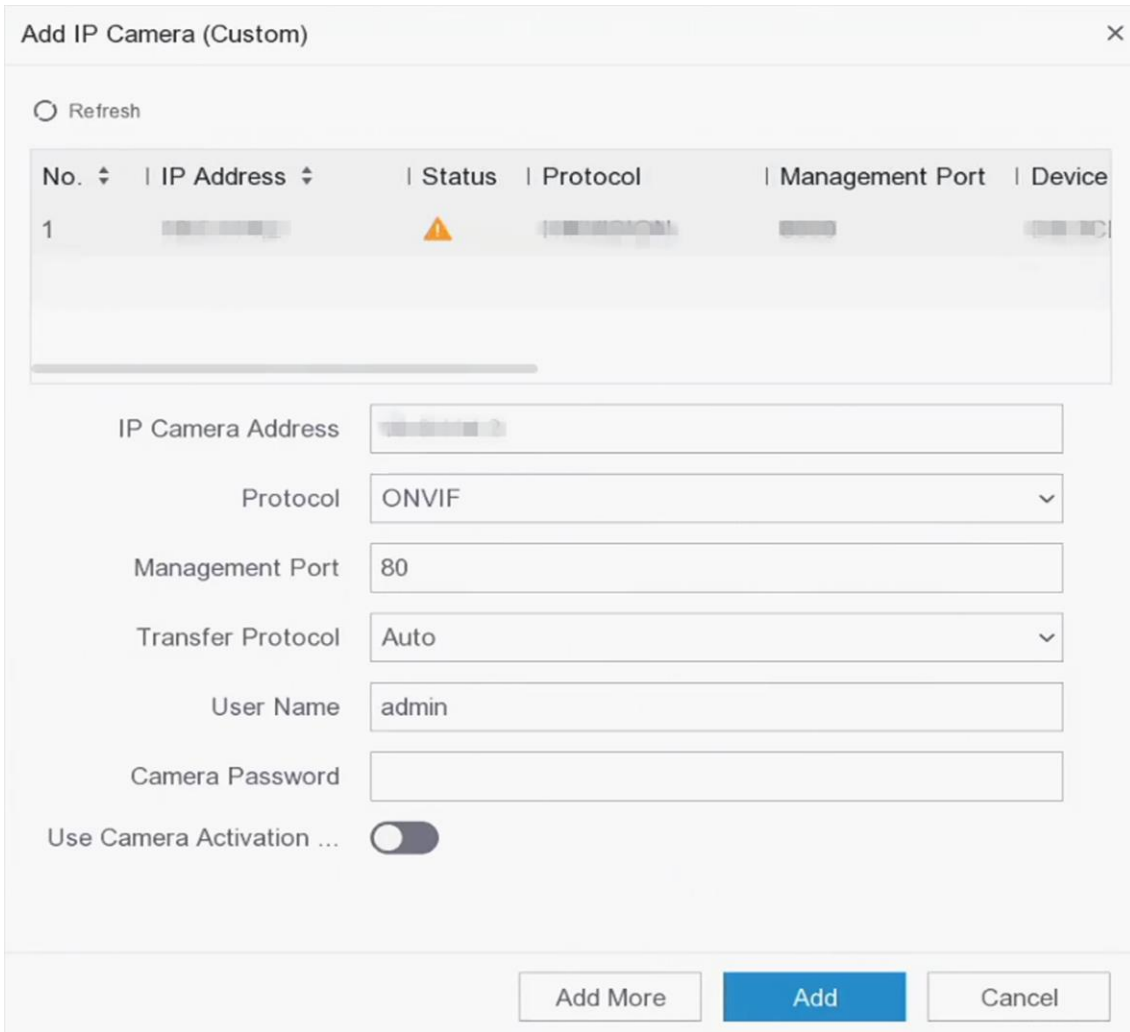 Add IP Camera (Custom)
Refresh
No. IP Address Status Protocol Management Port Device
1
IP Camera Address
Protocol ONVIF
Management Port 80
Transfer Protocol Auto
User Name admin
Camera Password
Use Camera Activation ...
Add More Add Cancel